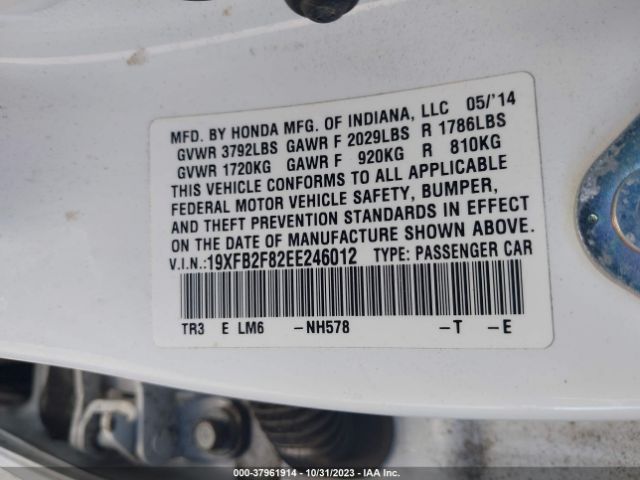 MFD. BY HONDA MFG. OF INDIANA, LLC 05/'14
GVWR 3792LBS GAWR F 2029LBS R 1786LBS
GVWR 1720KG GAWR F 920KG R 810KG
THIS VEHICLE CONFORMS TO ALL APPLICABLE
FEDERAL MOTOR VEHICLE SAFETY, BUMPER,
AND THEFT PREVENTION STANDARDS IN EFFECT
ON THE DATE OF MANUFACTURE SHOWN ABOVE.
V.I.N.:19XFB2F82EE246012 TYPE: PASSENGER CAR
TR3 E LM6 -NH578 -T -E
000-37961914 - 10/31/2023 - IAA Inc.